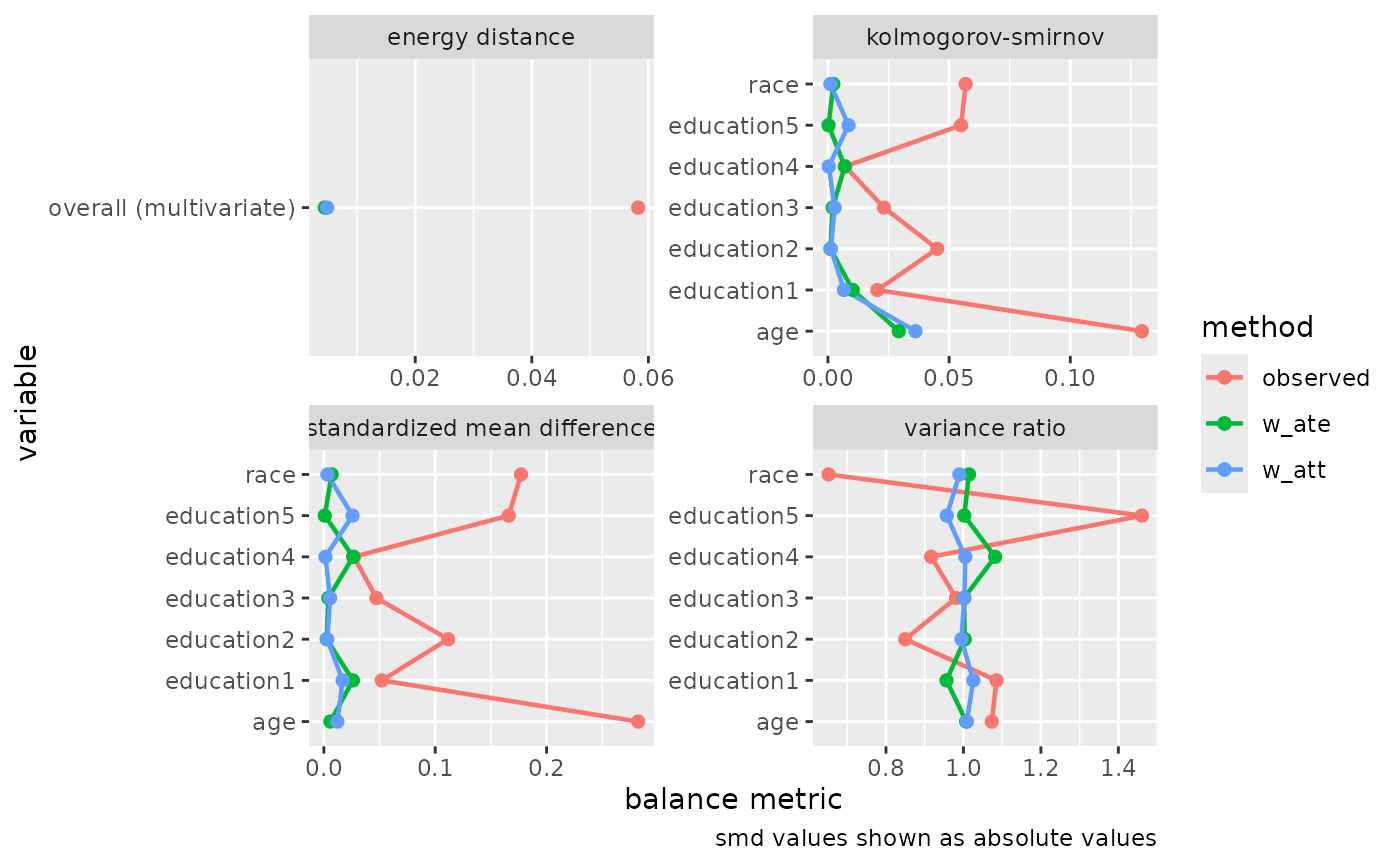 energy distance
kolmogorov-smirnov
overall (multivariate)
0.02
0.04
0.06
race
education5
education4
education3
education2
education1
age
0.00
0.05
0.10
standardized mean difference
race
education5
education4
education3
education2
education1
age
0.0
0.1
0.2
variance ratio
race
education5
education4
education3
education2
education1
age
0.8
1.0
1.2
1.4
variable
balance metric
smd values shown as absolute values
method
observed
w_ate
w_att